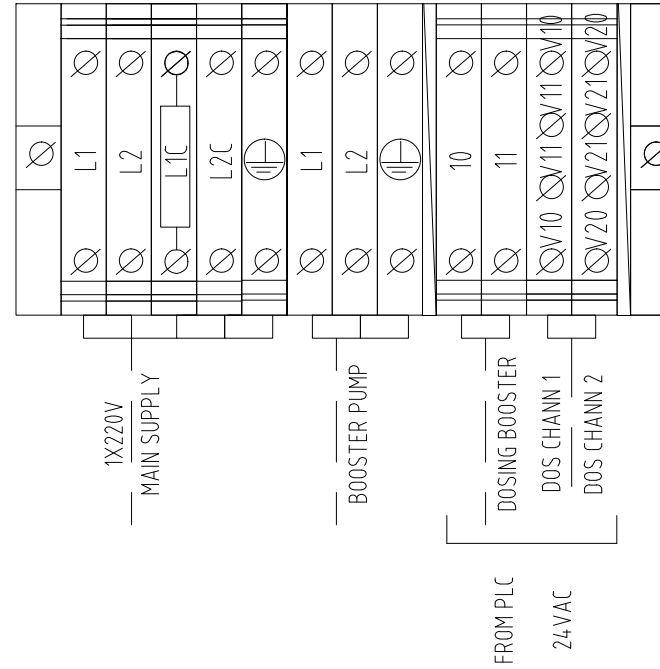 L1
L2
L1C
L2C
L1
L2
10
11
V10 V11 V11 V10
V20 V21 V21 V20
1X220V
MAIN SUPPLY
BOOSTER PUMP
DOSING BOOSTER
DOS CHANN 1
DOS CHANN 2
FROM PLC
24VAC